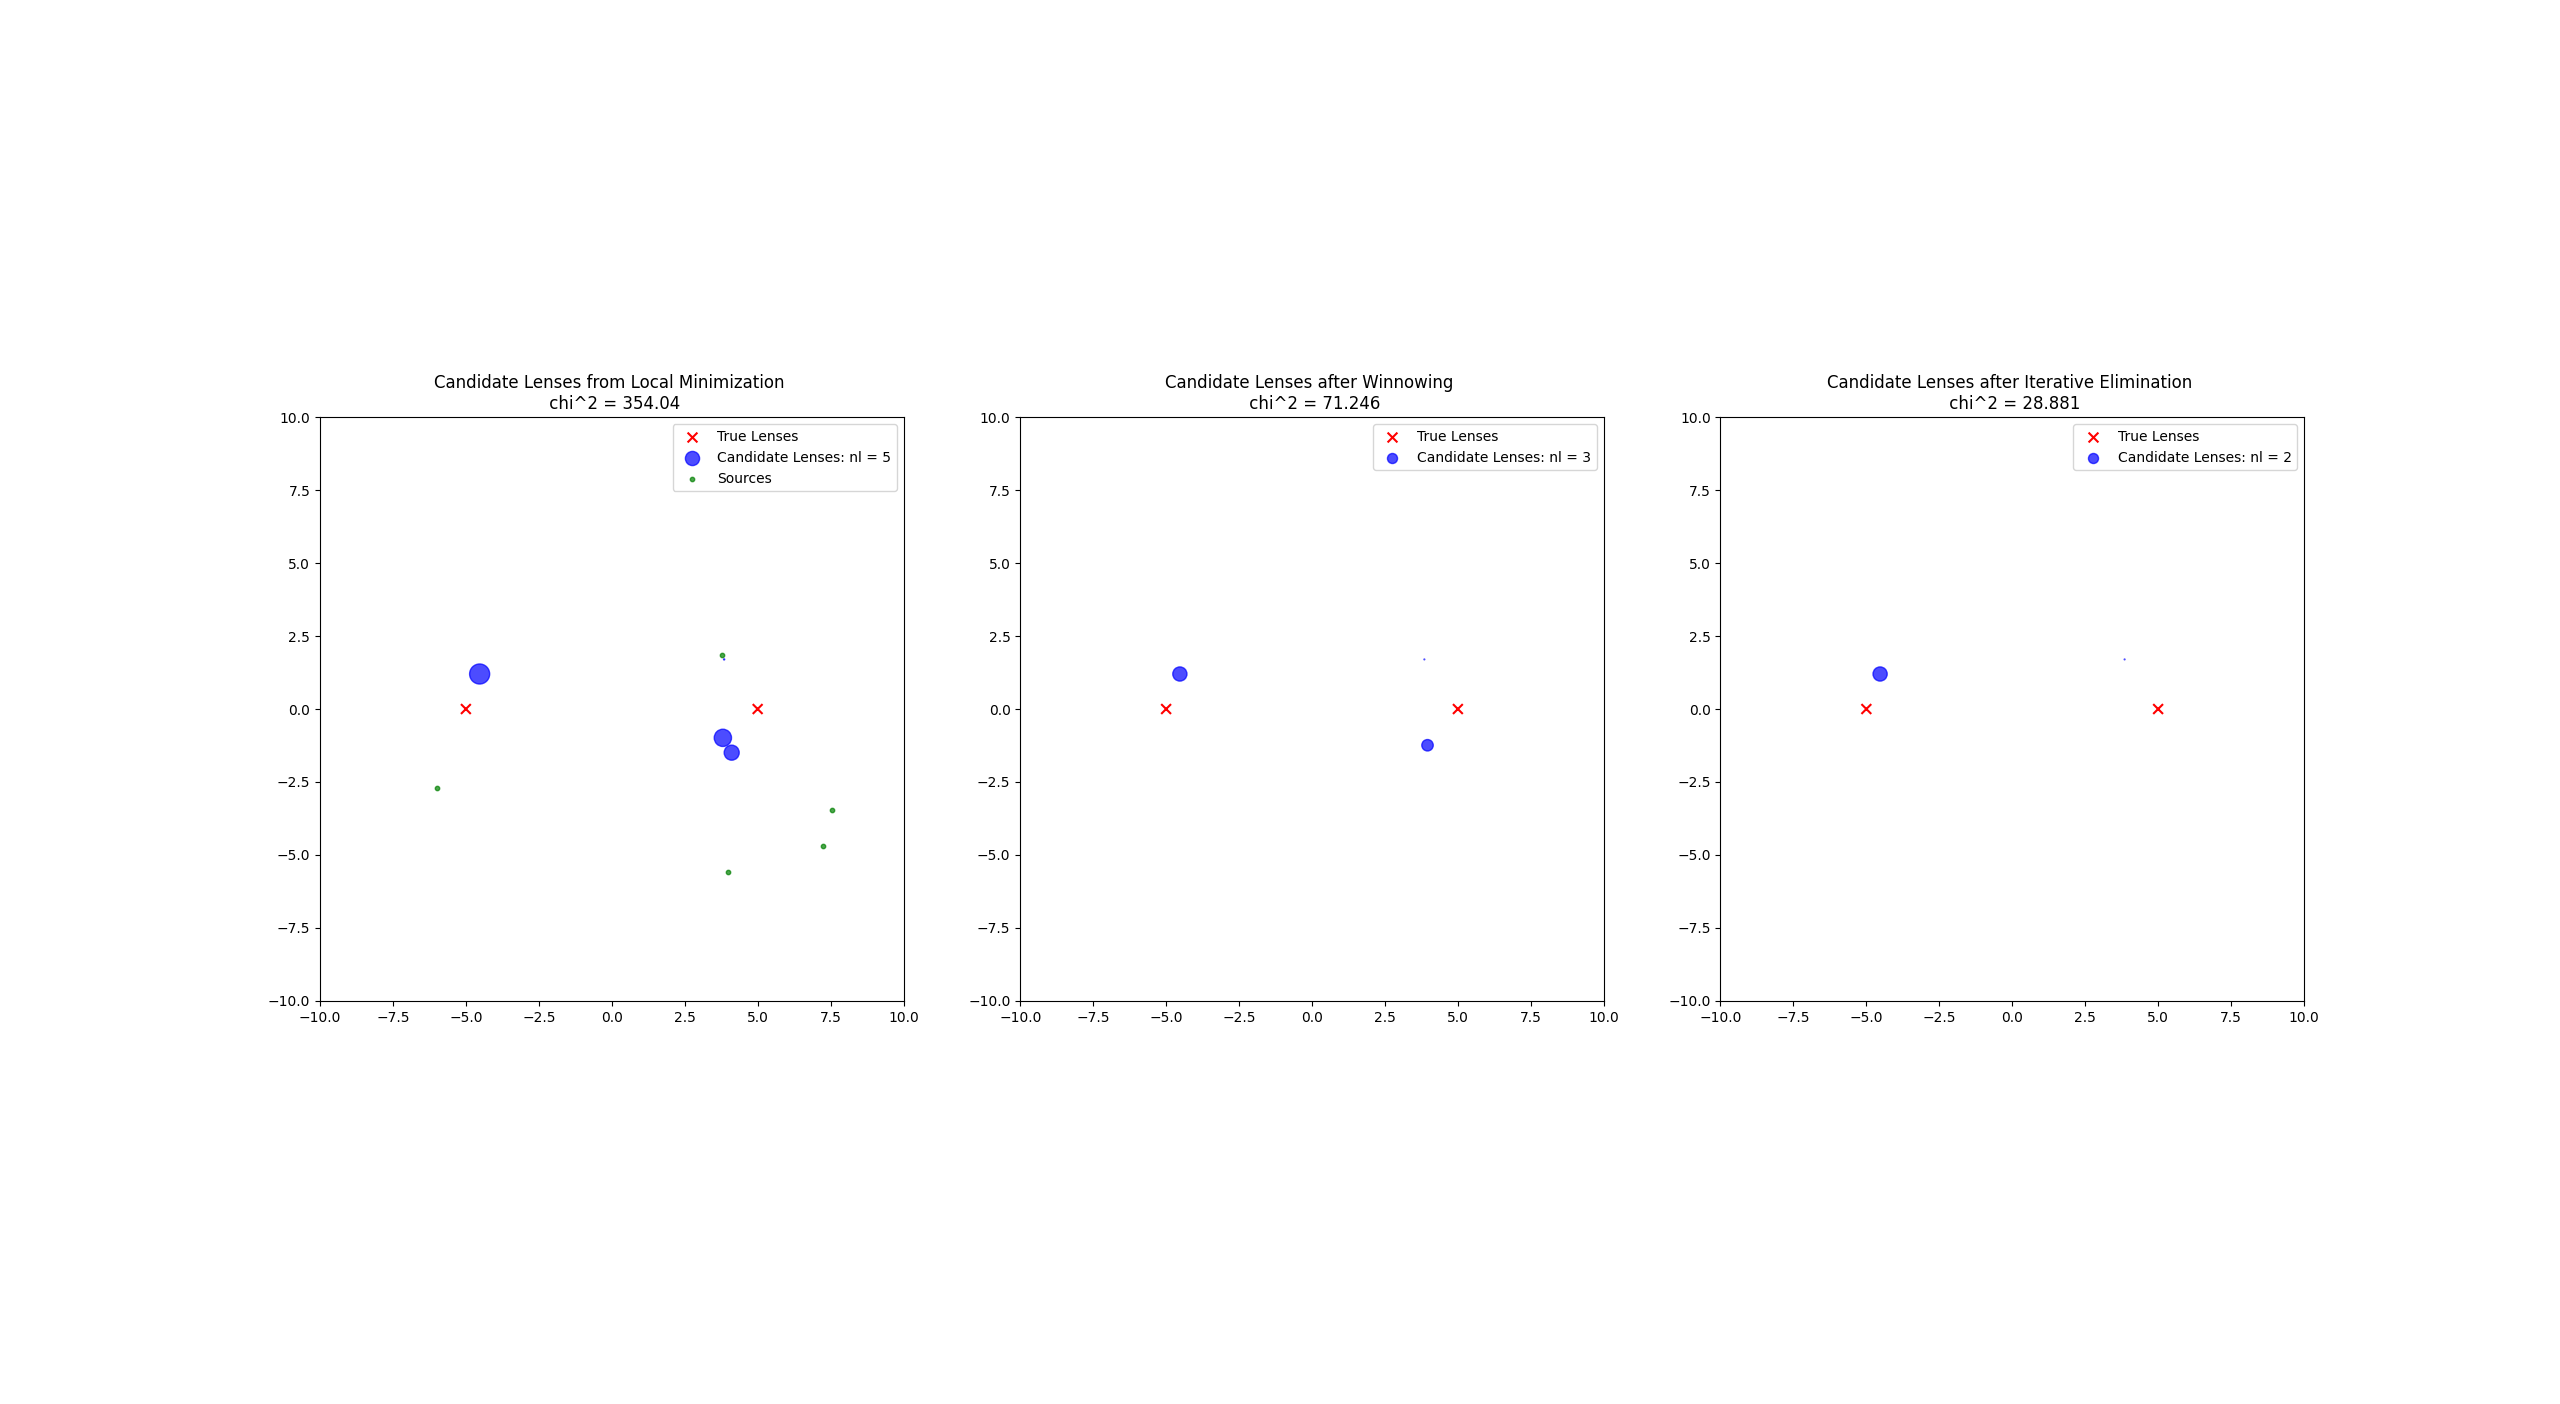 Candidate Lenses from Local Minimization
chi^2 = 354.04
True Lenses
Candidate Lenses: nl = 5
Sources
10.0
7.5
5.0
2.5
0.0
−2.5
−5.0
−7.5
−10.0
−10.0 −7.5 −5.0 −2.5 0.0 2.5 5.0 7.5 10.0
Candidate Lenses after Winnowing
chi^2 = 71.246
True Lenses
Candidate Lenses: nl = 3
10.0
7.5
5.0
2.5
0.0
−2.5
−5.0
−7.5
−10.0
−10.0 −7.5 −5.0 −2.5 0.0 2.5 5.0 7.5 10.0
Candidate Lenses after Iterative Elimination
chi^2 = 28.881
True Lenses
Candidate Lenses: nl = 2
10.0
7.5
5.0
2.5
0.0
−2.5
−5.0
−7.5
−10.0
−10.0 −7.5 −5.0 −2.5 0.0 2.5 5.0 7.5 10.0